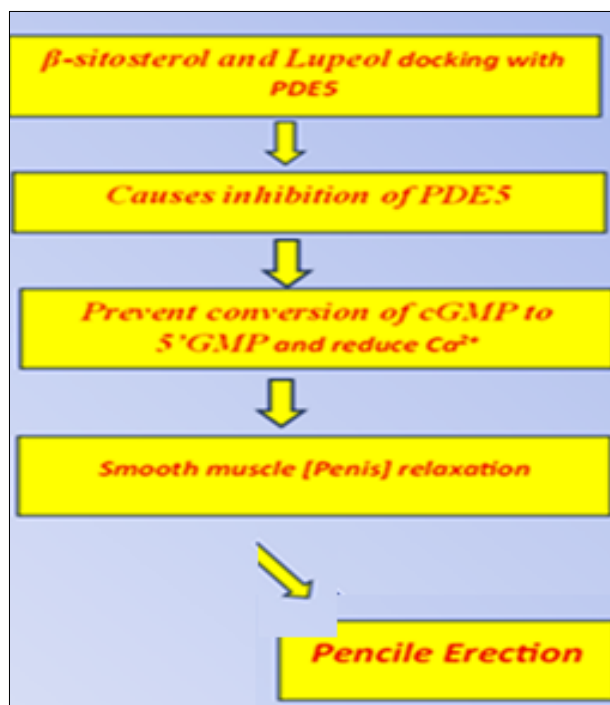 β-sitosterol and Lupeol docking with
PDE5
Causes inhibition of PDE5
Prevent conversion of cGMP to
5'GMP and reduce Ca²⁺
Smooth muscle [Penis] relaxation
Pencile Erection